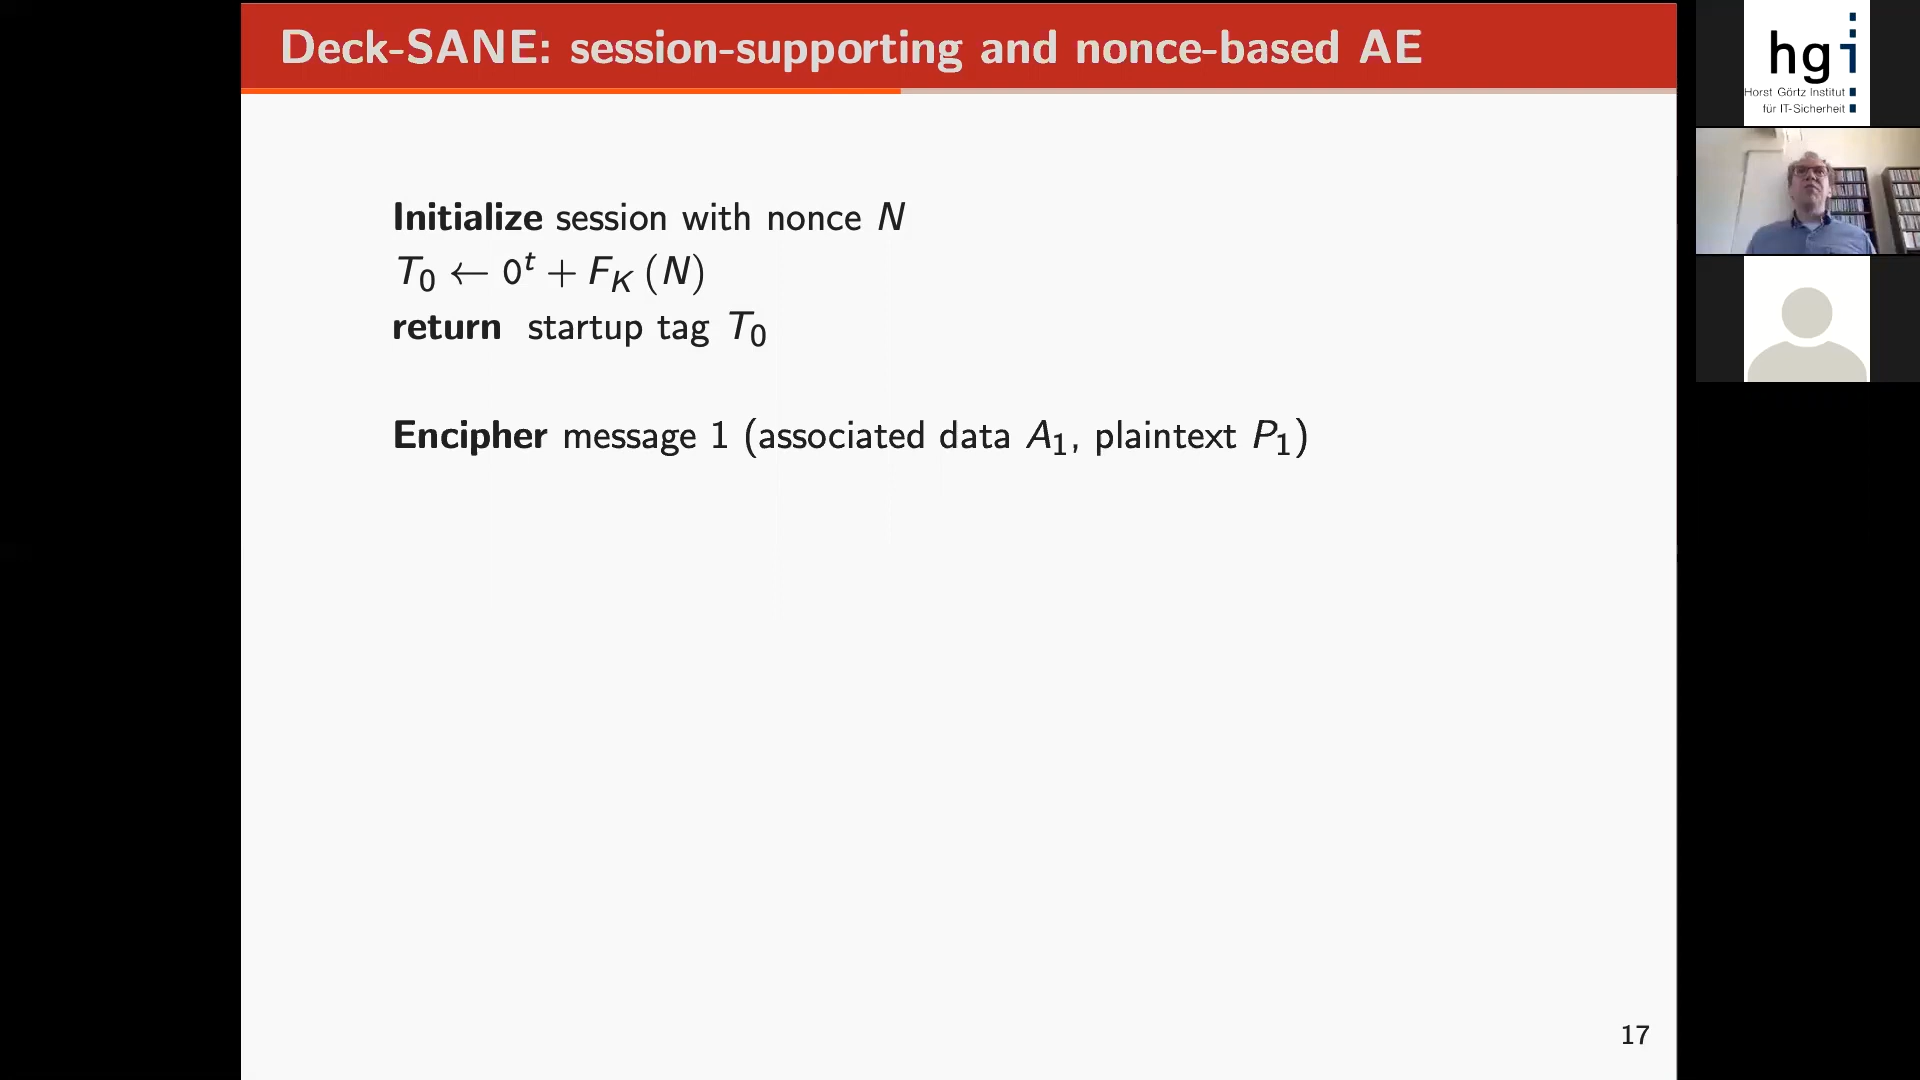 Deck-SANE: session-supporting and nonce-based AE
Initialize session with nonce N
T₀ ← 0ᵗ + F_K (N)
return startup tag T₀
Encipher message 1 (associated data A₁, plaintext P₁)
17
hgi
Horst Görtz Institut
für IT-Sicherheit